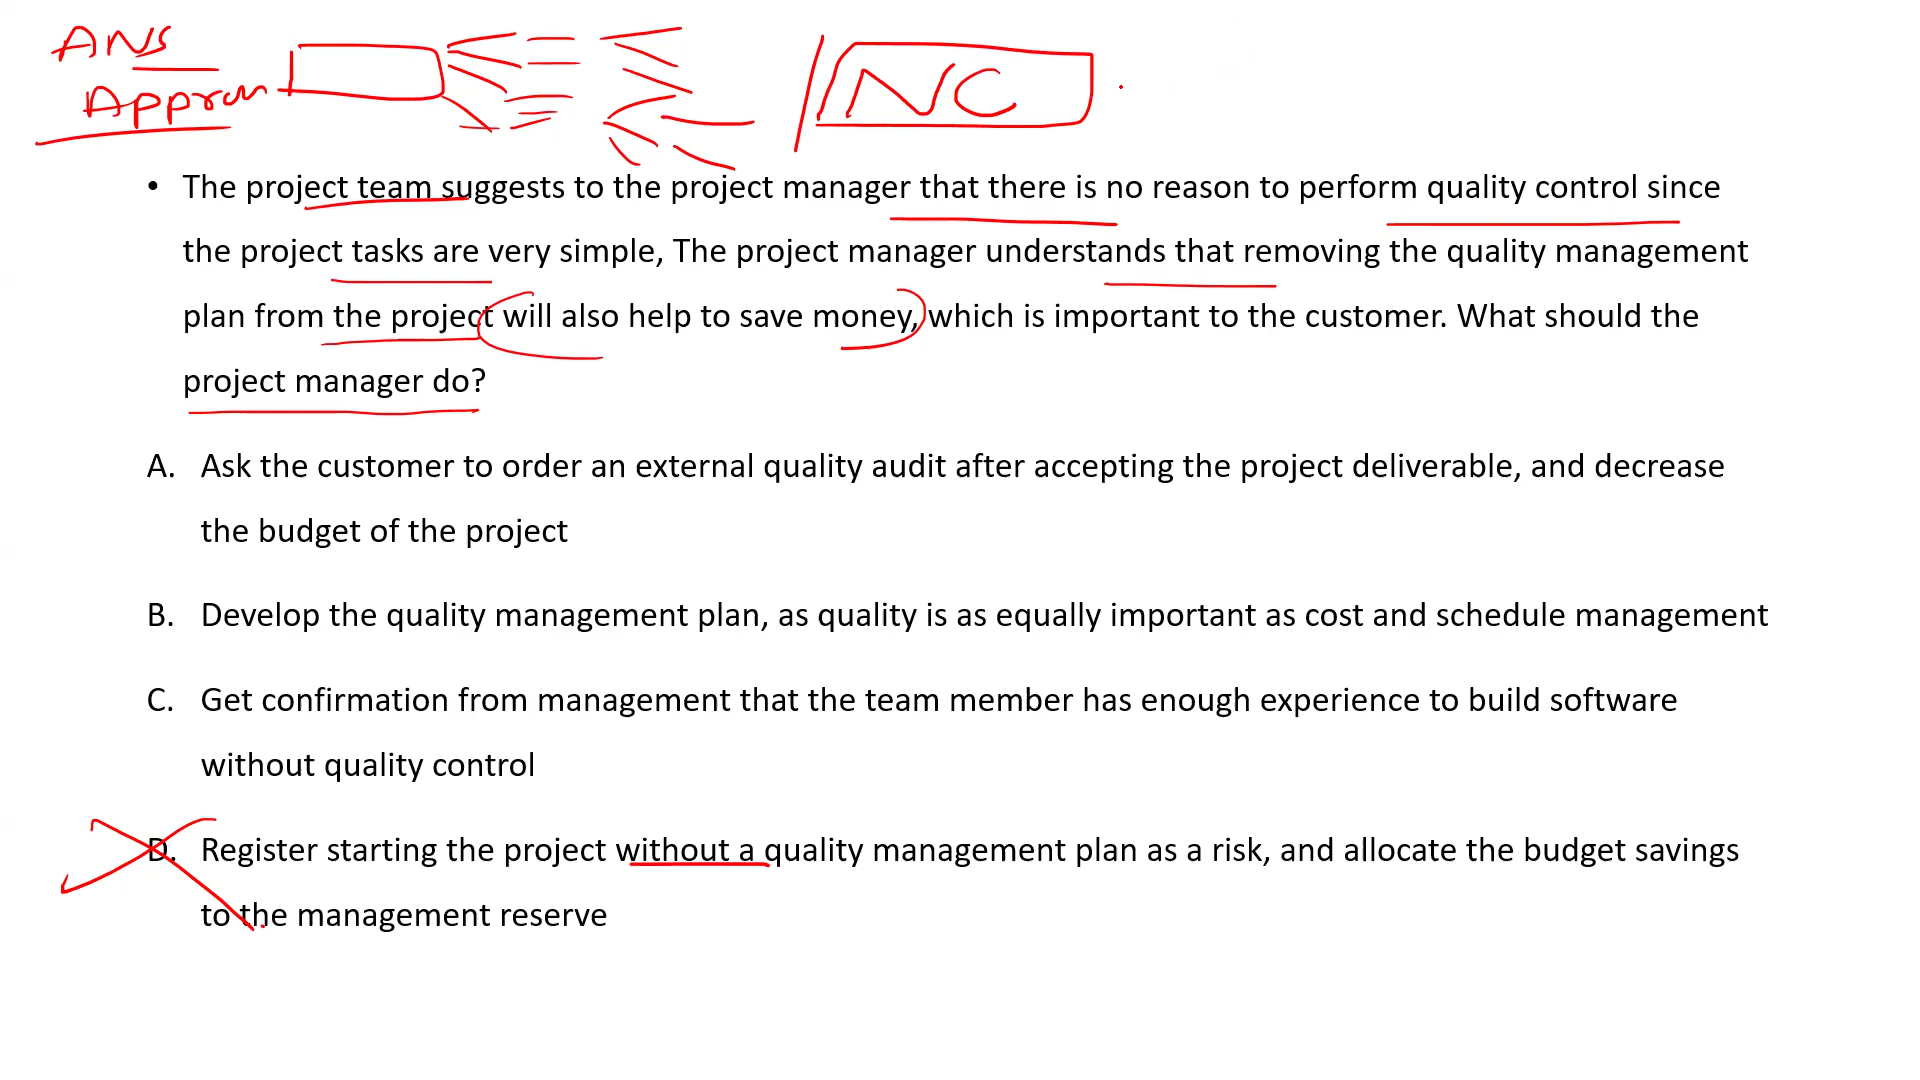 ANS
NC
• The project team suggests to the project manager that there is no reason to perform quality control since
the project tasks are very simple, The project manager understands that removing the quality management
plan from the project will also help to save money, which is important to the customer. What should the
project manager do?
A. Ask the customer to order an external quality audit after accepting the project deliverable, and decrease
the budget of the project
B. Develop the quality management plan, as quality is as equally important as cost and schedule management
C. Get confirmation from management that the team member has enough experience to build software
without quality control
D. Register starting the project without a quality management plan as a risk, and allocate the budget savings
to the management reserve